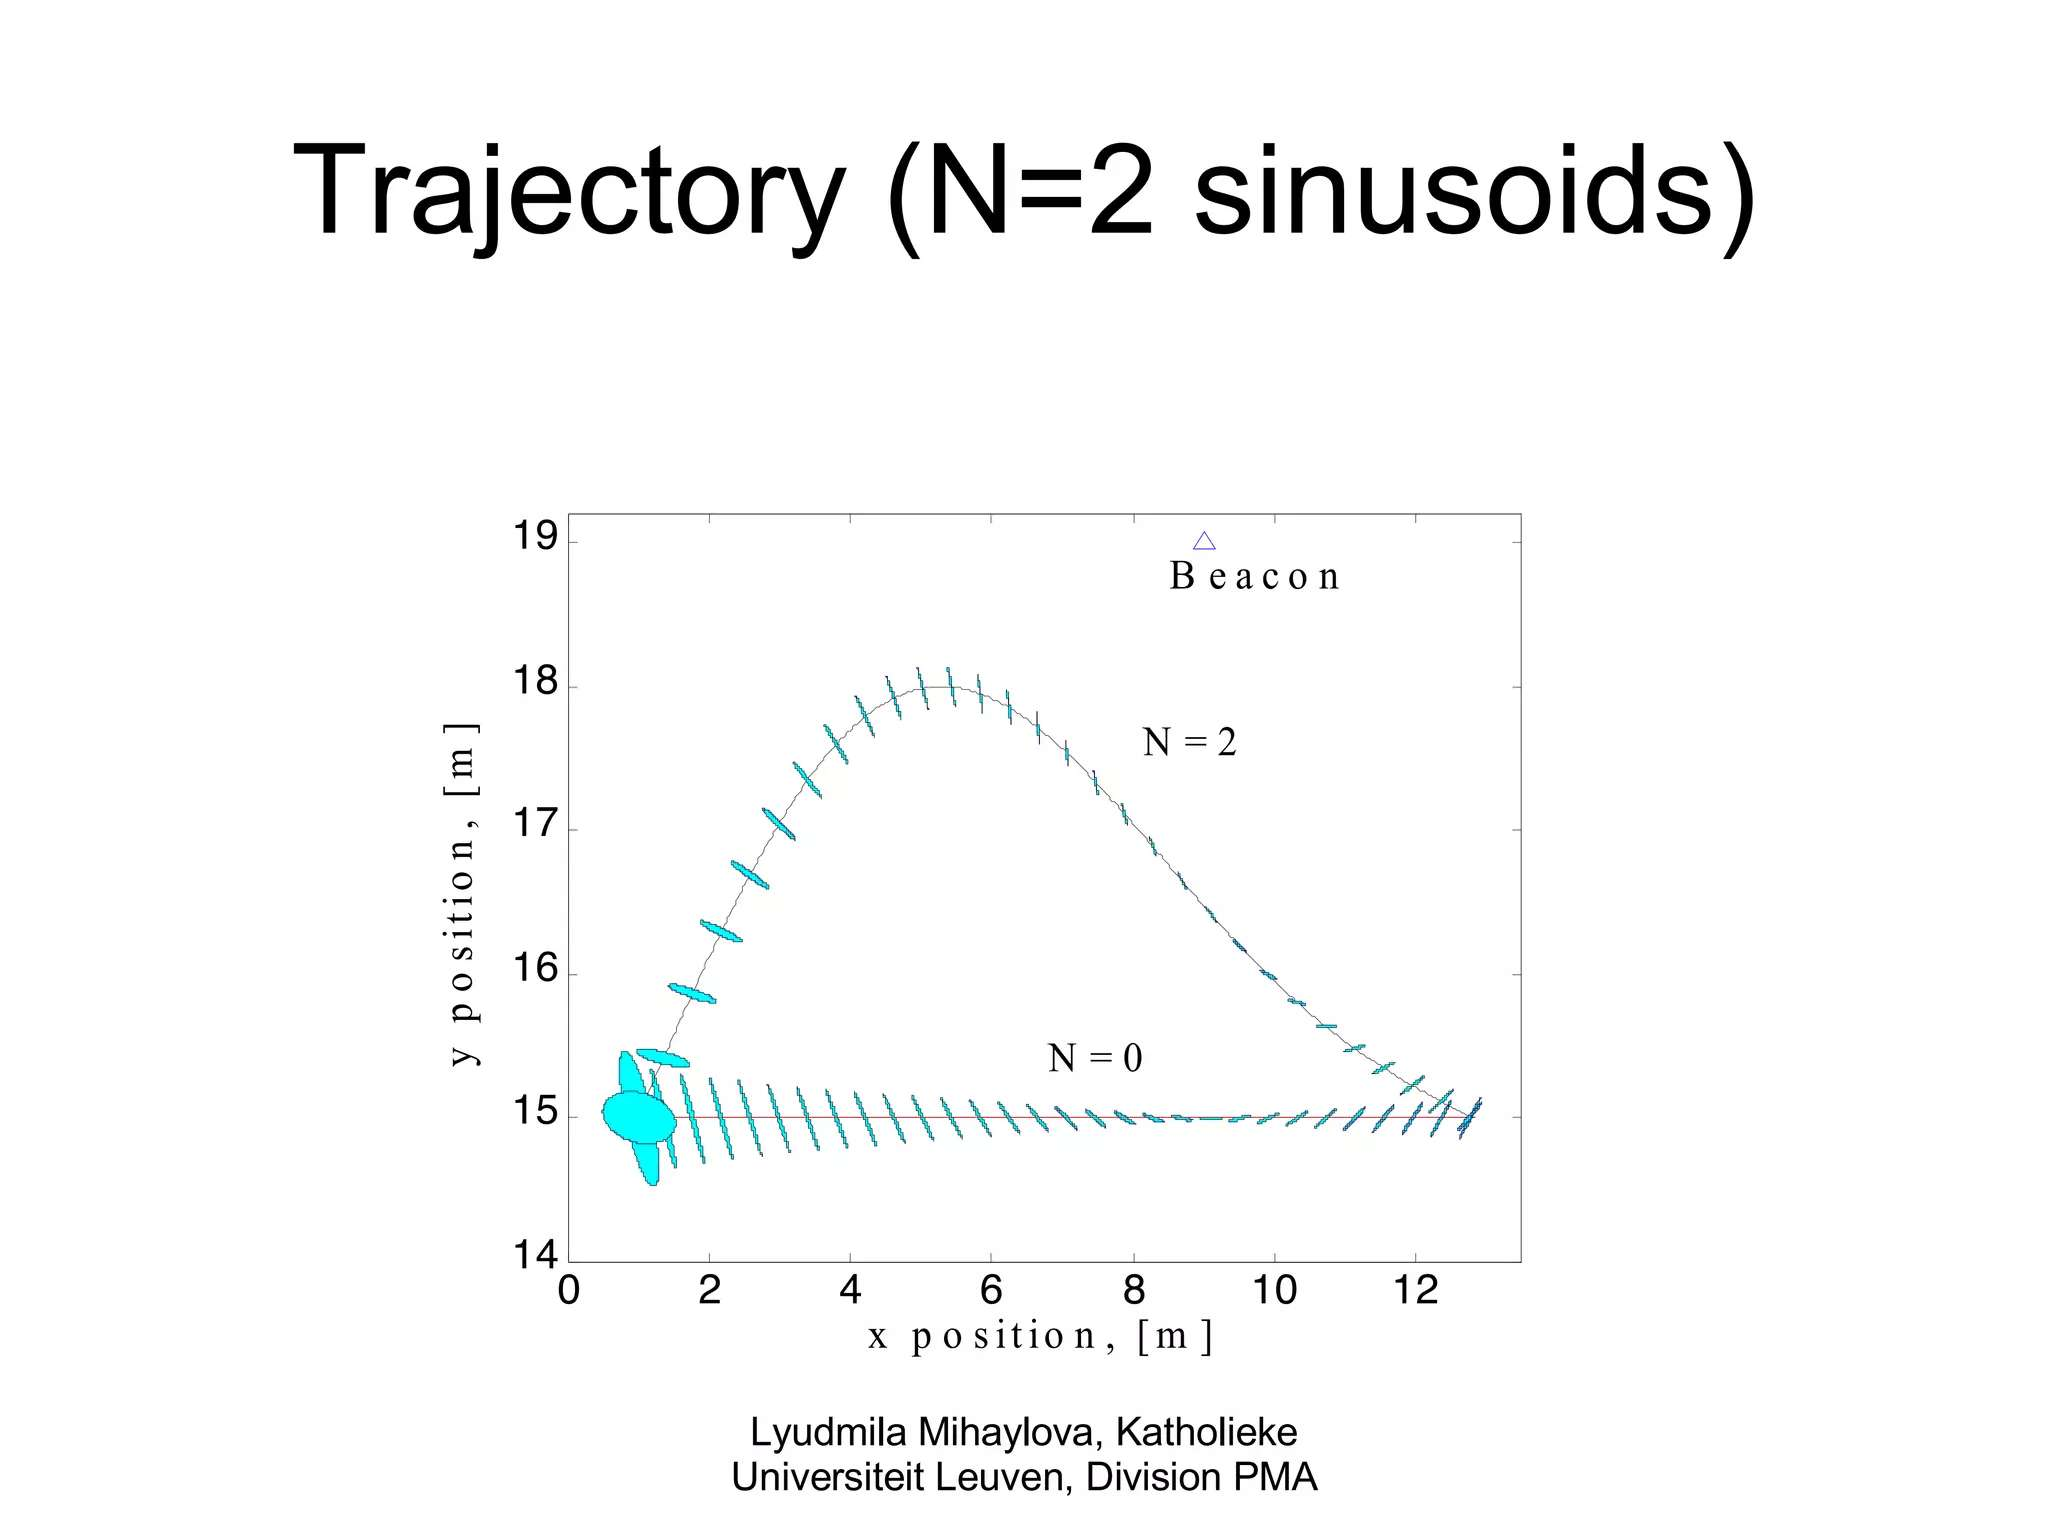 Trajectory (N=2 sinusoids)
19
Beacon
18
N=2
17
y position, [m]
16
N=0
15
14
0 2 4 6 8 10 12
x position, [m]
Lyudmila Mihaylova, Katholieke
Universiteit Leuven, Division PMA